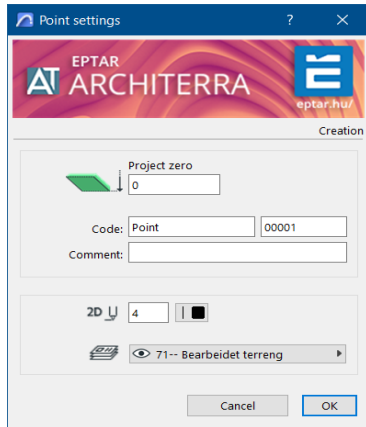 Point settings ?
EPTAR
AT ARCHITERRA
eptar.hu/
Creation
Project zero
0
Code: Point 00001
Comment:
2D 4
71-- Bearbeidet terreng
Cancel OK